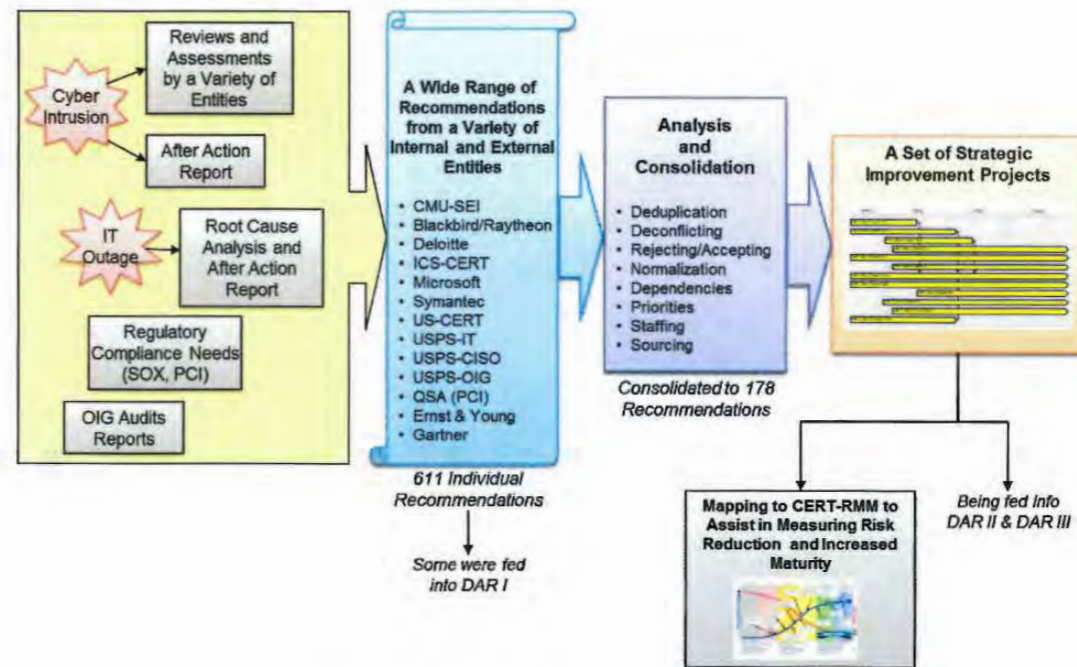 Reviews and
Assessments
by a Variety of
Entities
Cyber
Intrusion
After Action
Report
IT
Outage
Root Cause
Analysis and
After Action
Report
Regulatory
Compliance Needs
(SOX, PCI)
OIG Audits
Reports
A Wide Range of
Recommendations
from a Variety of
Internal and External
Entities
• CMU-SEI
• Blackbird/Raytheon
• Deloitte
• ICS-CERT
• Microsoft
• Symantec
• US-CERT
• USPS-IT
• USPS-CISO
• USPS-OIG
• QSA (PCI)
• Ernst & Young
• Gartner
611 Individual
Recommendations
Some were fed
into DAR I
Analysis
and
Consolidation
• Deduplication
• Deconflicting
• Rejecting/Accepting
• Normalization
• Dependencies
• Priorities
• Staffing
• Sourcing
Consolidated to 178
Recommendations
A Set of Strategic
Improvement Projects
Mapping to CERT-RMM to
Assist in Measuring Risk
Reduction and Increased
Maturity
Being fed into
DAR II & DAR III